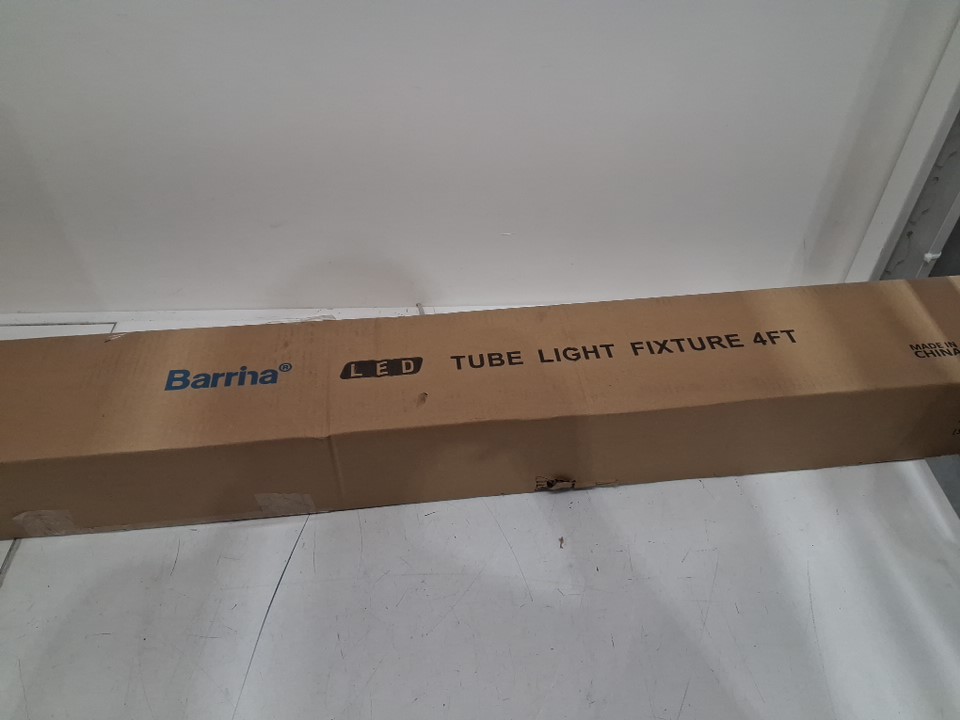 Barrina®
LED TUBE LIGHT FIXTURE 4FT
MADE IN
CHINA